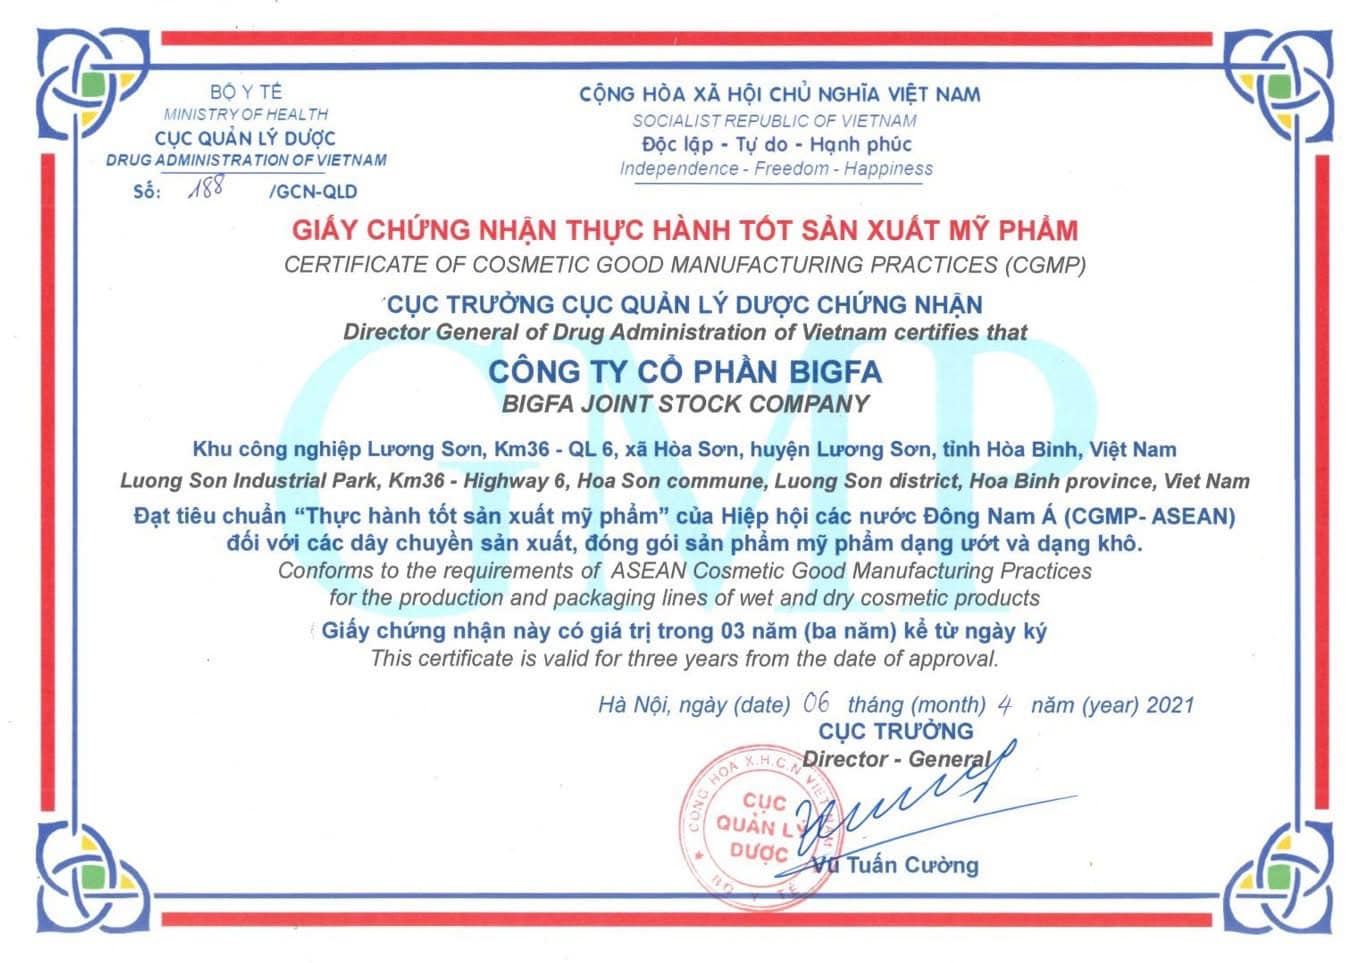 BỘ Y TẾ
MINISTRY OF HEALTH
CỤC QUẢN LÝ DƯỢC
DRUG ADMINISTRATION OF VIETNAM
Số: 188 /GCN-QLD
CỘNG HÒA XÃ HỘI CHỦ NGHĨA VIỆT NAM
SOCIALIST REPUBLIC OF VIETNAM
Độc lập - Tự do - Hạnh phúc
Independence - Freedom - Happiness
GIẤY CHỨNG NHẬN THỰC HÀNH TỐT SẢN XUẤT MỸ PHẨM
CERTIFICATE OF COSMETIC GOOD MANUFACTURING PRACTICES (CGMP)
CỤC TRƯỞNG CỤC QUẢN LÝ DƯỢC CHỨNG NHẬN
Director General of Drug Administration of Vietnam certifies that
CÔNG TY CỔ PHẦN BIGFA
BIGFA JOINT STOCK COMPANY
GMP
Khu công nghiệp Lương Sơn, Km36 - QL 6, xã Hòa Sơn, huyện Lương Sơn, tỉnh Hòa Bình, Việt Nam
Luong Son Industrial Park, Km36 - Highway 6, Hoa Son commune, Luong Son district, Hoa Binh province, Viet Nam
Đạt tiêu chuẩn “Thực hành tốt sản xuất mỹ phẩm” của Hiệp hội các nước Đông Nam Á (CGMP- ASEAN)
đối với các dây chuyền sản xuất, đóng gói sản phẩm mỹ phẩm dạng ướt và dạng khô.
Conforms to the requirements of ASEAN Cosmetic Good Manufacturing Practices
for the production and packaging lines of wet and dry cosmetic products
Giấy chứng nhận này có giá trị trong 03 năm (ba năm) kể từ ngày ký
This certificate is valid for three years from the date of approval.
Hà Nội, ngày (date) 06 tháng (month) 4 năm (year) 2021
CỤC TRƯỞNG
Director - General
CỘNG HÒA X.H.C.N VIỆT NAM
CỤC
QUẢN LÝ
DƯỢC
BỘ Y TẾ
Vũ Tuấn Cường